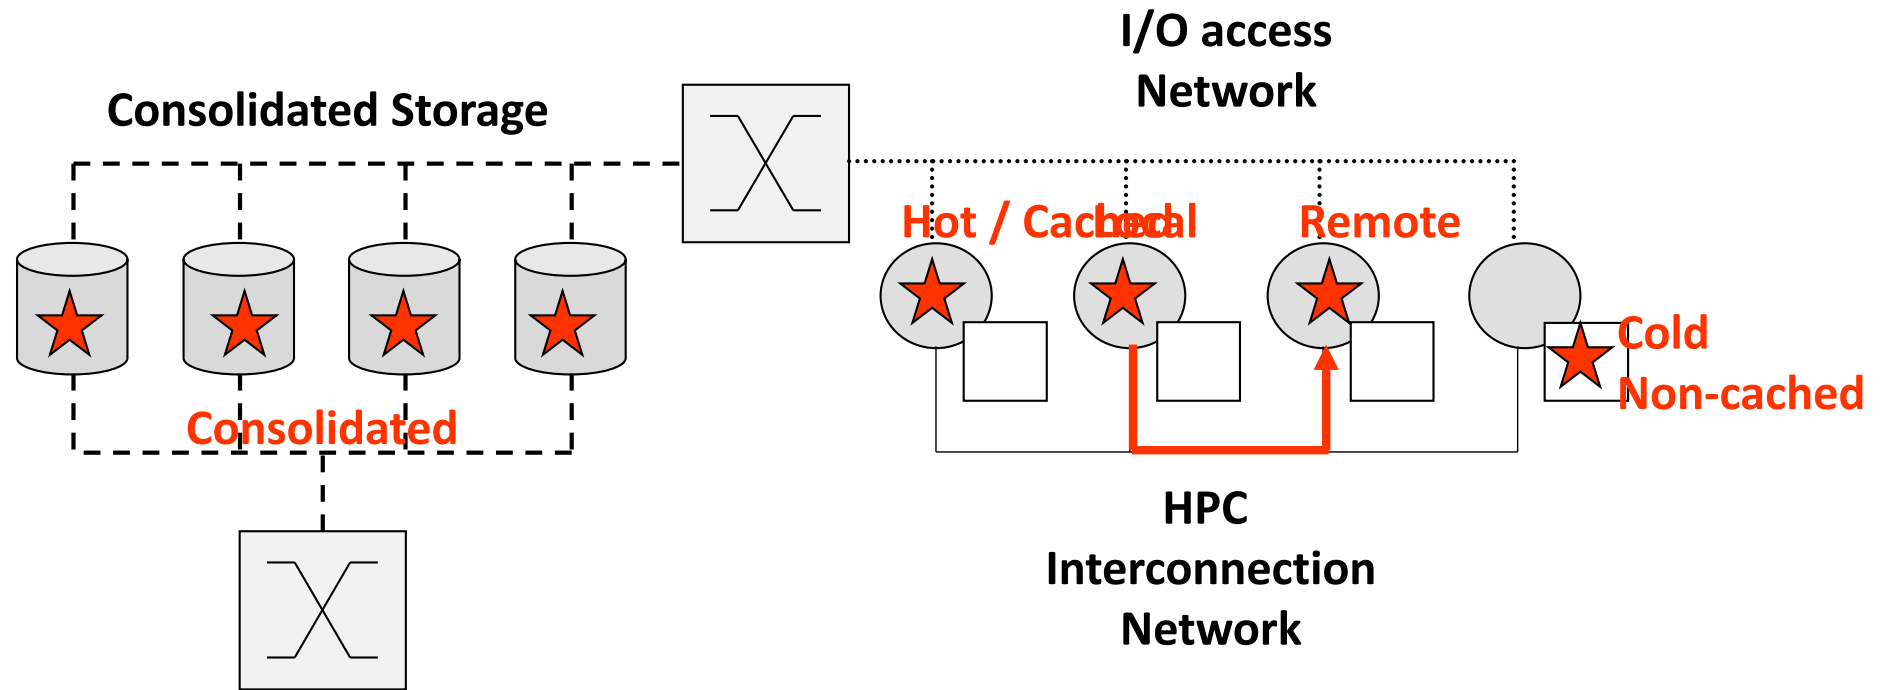 I/O access
Network
Consolidated Storage
Hot / Cached
Local
Remote
Cold
Non-cached
Consolidated
HPC
Interconnection
Network